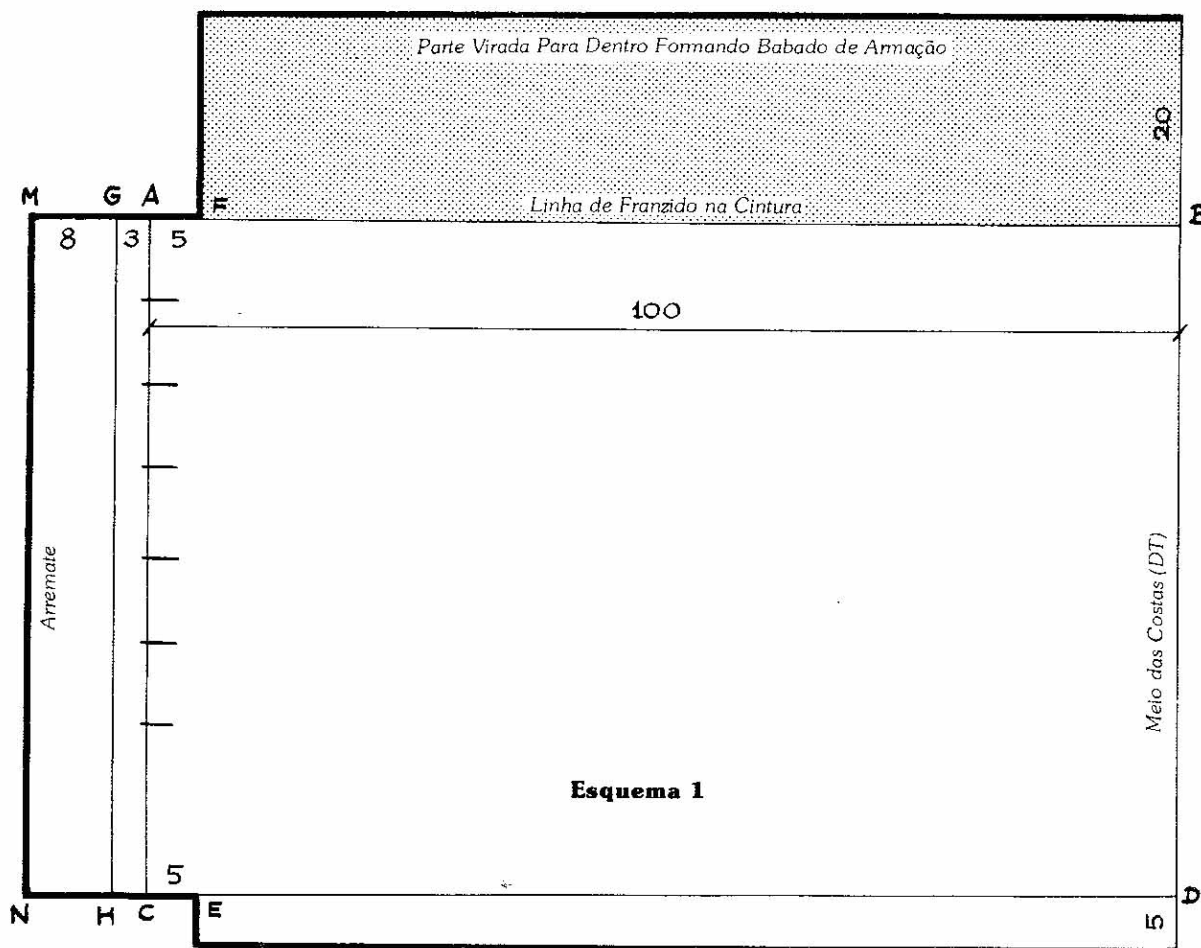 Parte Virada Para Dentro Formando Babado de Armação
20
M G A F
Linha de Franzido na Cintura
B
8 3 5
100
Arremate
Meio das Costas (DT)
Esquema 1
5
N H C E
D
5